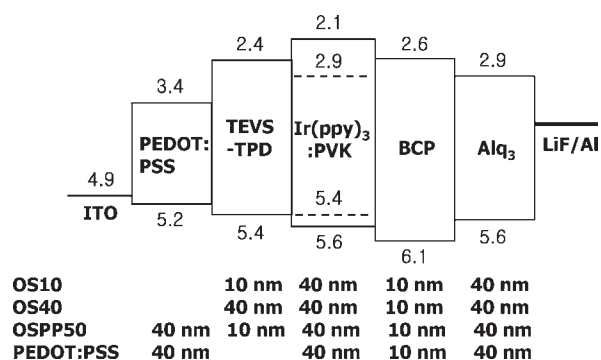 2.1
2.4
2.6
2.9
2.9
3.4
PEDOT:
PSS
TEVS
-TPD
Ir(ppy)3
:PVK
BCP
Alq3
LiF/Al
4.9
ITO
5.4
5.2
5.4
5.6
6.1
5.6
OS10 10 nm 40 nm 10 nm 40 nm
OS40 40 nm 40 nm 10 nm 40 nm
OSPP50 40 nm 10 nm 40 nm 10 nm 40 nm
PEDOT:PSS 40 nm 40 nm 10 nm 40 nm